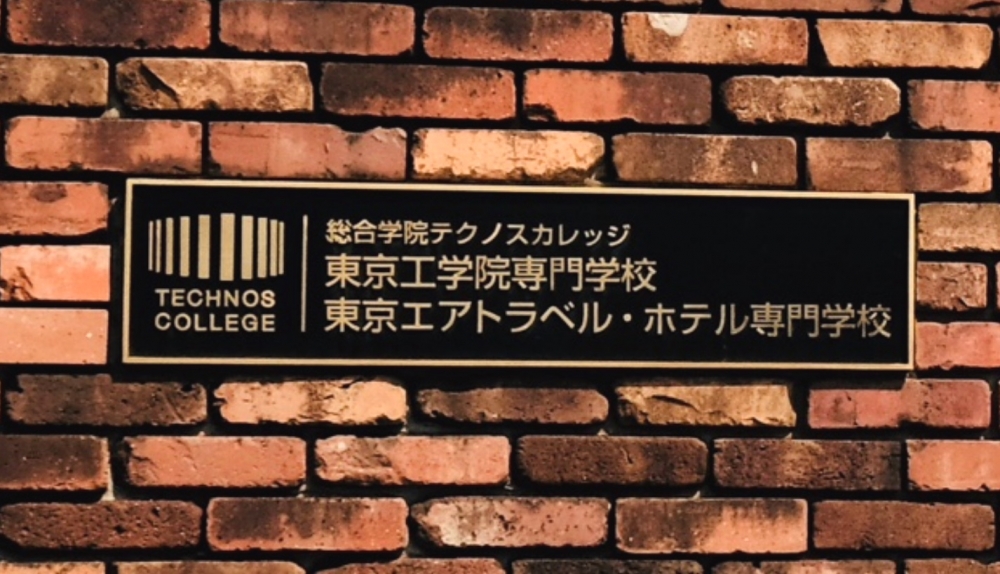 TECHNOS
COLLEGE
総合学院テクノスカレッジ
東京工学院専門学校
東京エアトラベル・ホテル専門学校